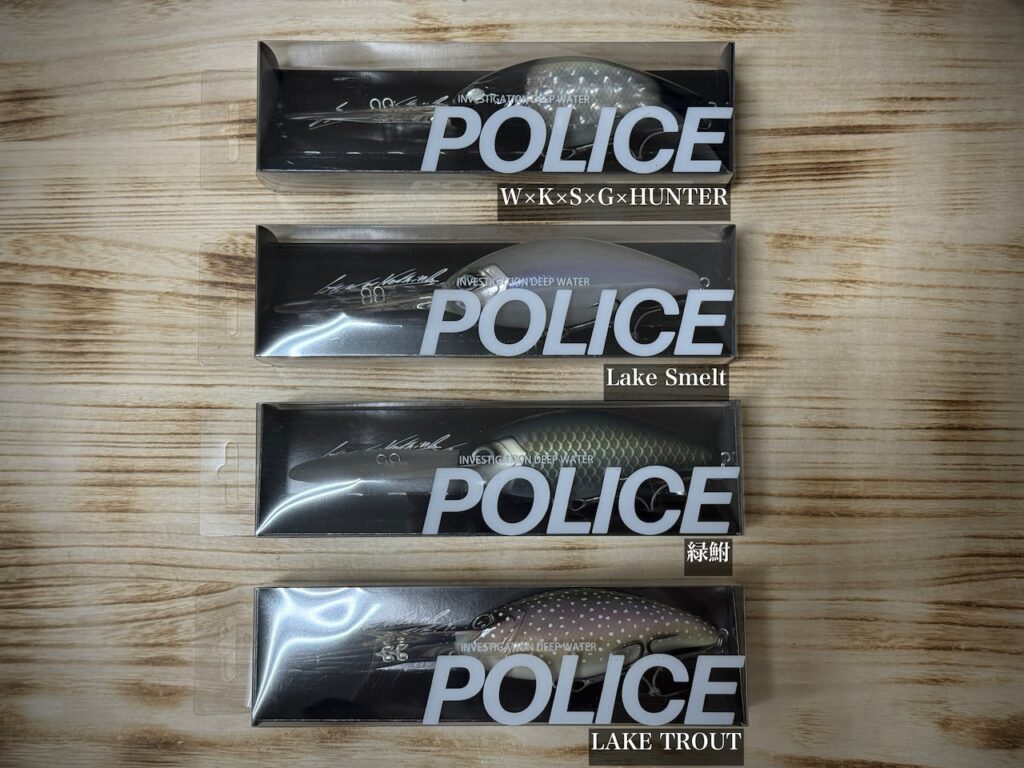 INVESTIGATION DEEP WATER
POLICE
W×K×S×G×HUNTER
INVESTIGATION DEEP WATER
POLICE
Lake Smelt
INVESTIGATION DEEP WATER
POLICE
緑鮒
INVESTIGATION DEEP WATER
POLICE
LAKE TROUT